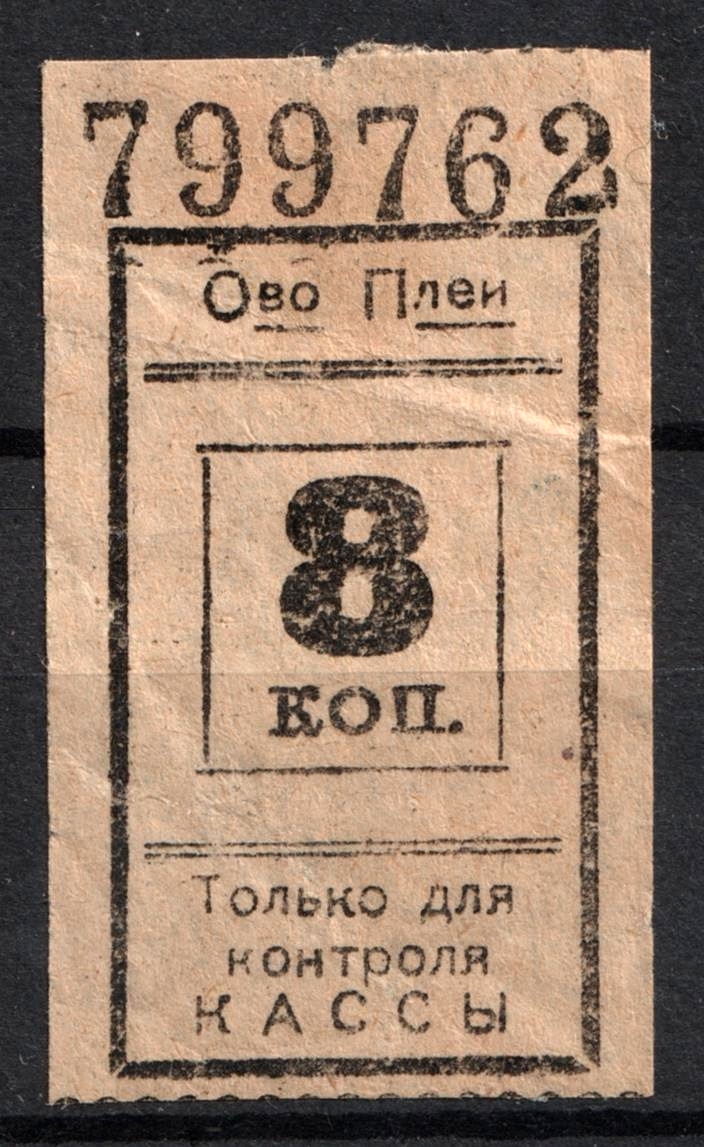 799762
Ово Плеи
8
коп.
Только для
контроля
КАССЫ